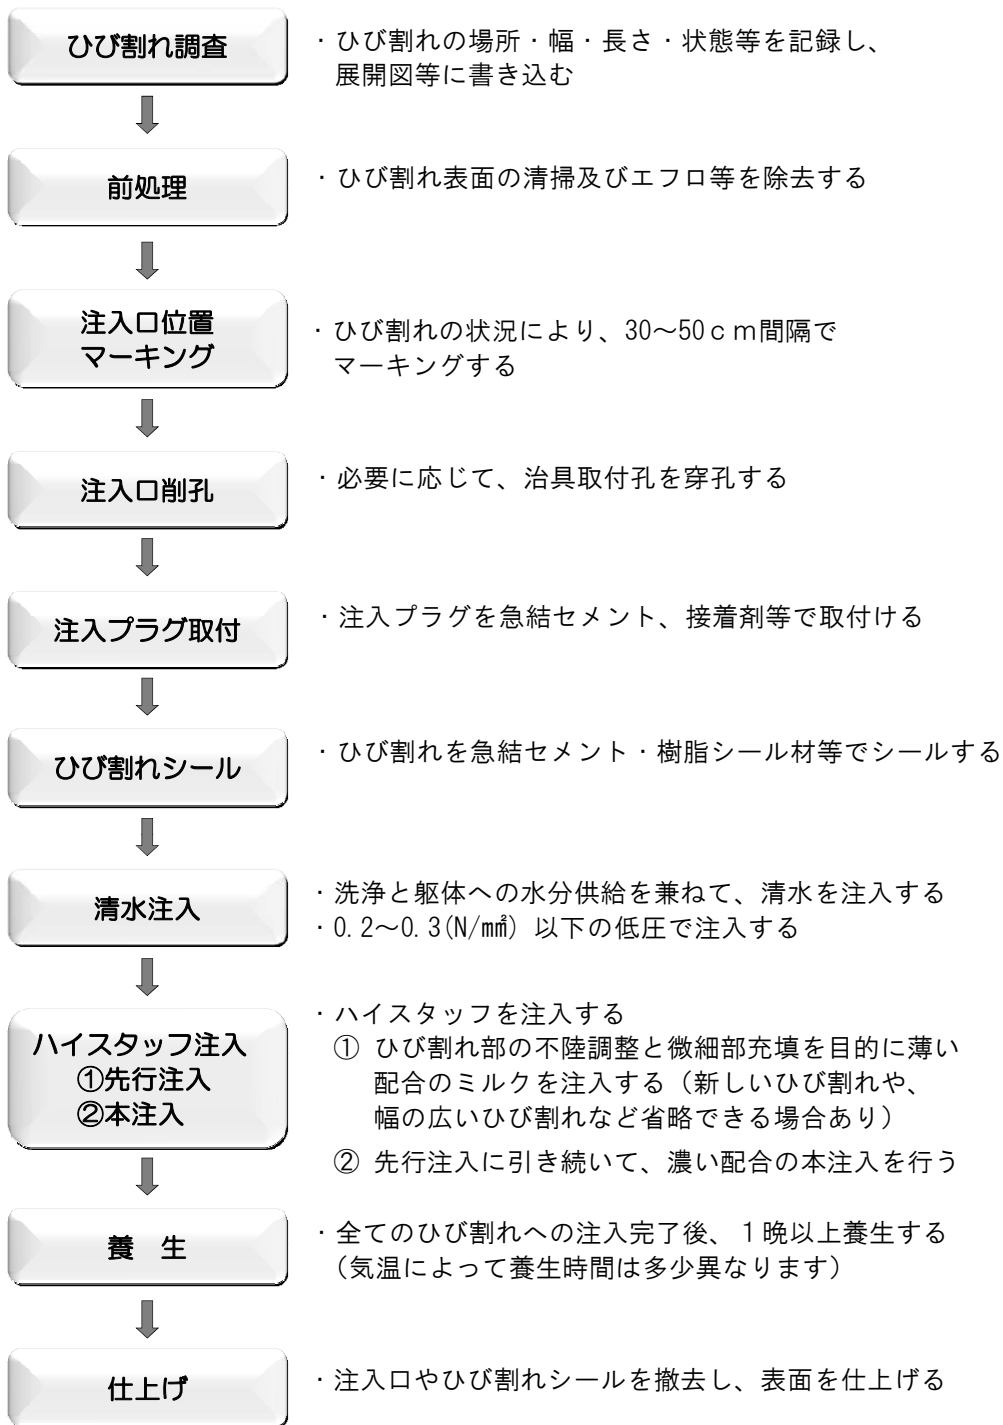 ひび割れ調査
・ひび割れの場所・幅・長さ・状態等を記録し、
展開図等に書き込む
前処理
・ひび割れ表面の清掃及びエフロ等を除去する
注入口位置
マーキング
・ひび割れの状況により、30～50ｃｍ間隔で
マーキングする
注入口削孔
・必要に応じて、治具取付孔を穿孔する
注入プラグ取付
・注入プラグを急結セメント、接着剤等で取付ける
ひび割れシール
・ひび割れを急結セメント・樹脂シール材等でシールする
清水注入
・洗浄と躯体への水分供給を兼ねて、清水を注入する
・0.2～0.3(N/㎟) 以下の低圧で注入する
ハイスタッフ注入
①先行注入
②本注入
・ハイスタッフを注入する
① ひび割れ部の不陸調整と微細部充填を目的に薄い
配合のミルクを注入する（新しいひび割れや、
幅の広いひび割れなど省略できる場合あり）
② 先行注入に引き続いて、濃い配合の本注入を行う
養　生
・全てのひび割れへの注入完了後、１晩以上養生する
（気温によって養生時間は多少異なります）
仕上げ
・注入口やひび割れシールを撤去し、表面を仕上げる